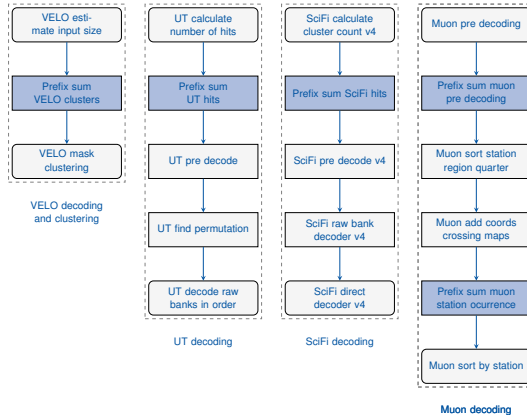 VELO esti-
mate input size
Prefix sum
VELO clusters
VELO mask
clustering
VELO decoding
and clustering
UT calculate
number of hits
Prefix sum
UT hits
UT pre decode
UT find permutation
UT decode raw
banks in order
UT decoding
SciFi calculate
cluster count v4
Prefix sum SciFi hits
SciFi pre decode v4
SciFi raw bank
decoder v4
SciFi direct
decoder v4
SciFi decoding
Muon pre decoding
Prefix sum muon
pre decoding
Muon sort station
region quarter
Muon add coords
crossing maps
Prefix sum muon
station ocurrence
Muon sort by station
Muon decoding